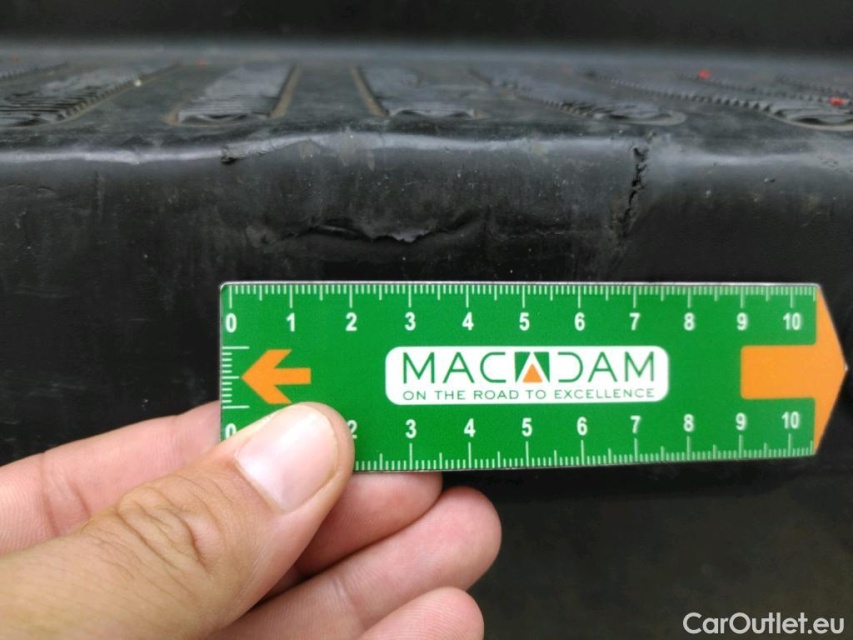 0 1 2 3 4 5 6 7 8 9 10
MACADAM
ON THE ROAD TO EXCELLENCE
0 2 3 4 5 6 7 8 9 10
CarOutlet.eu